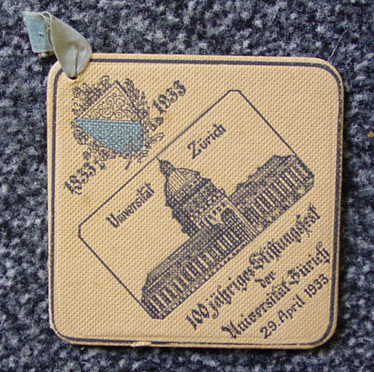 1833 1933
Universität Zürich
100 jähriges Stiftungsfest
der
Universität Zürich
29. April 1933